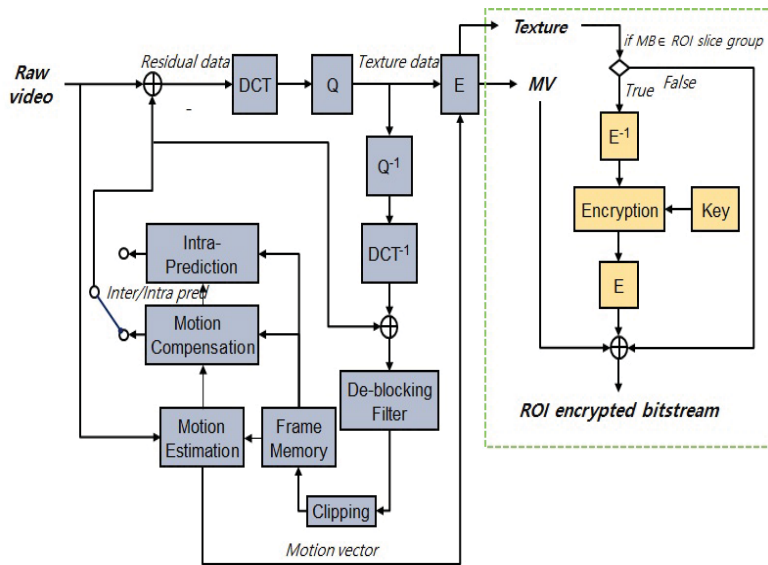 Raw
video
Residual data
-
DCT
Q
Texture data
E
Texture
MV
if MB∈ ROI slice group
True
False
E-1
Encryption
Key
E
ROI encrypted bitstream
Q-1
DCT-1
Intra-
Prediction
Inter/Intra pred
Motion
Compensation
De-blocking
Filter
Motion
Estimation
Frame
Memory
Clipping
Motion vector